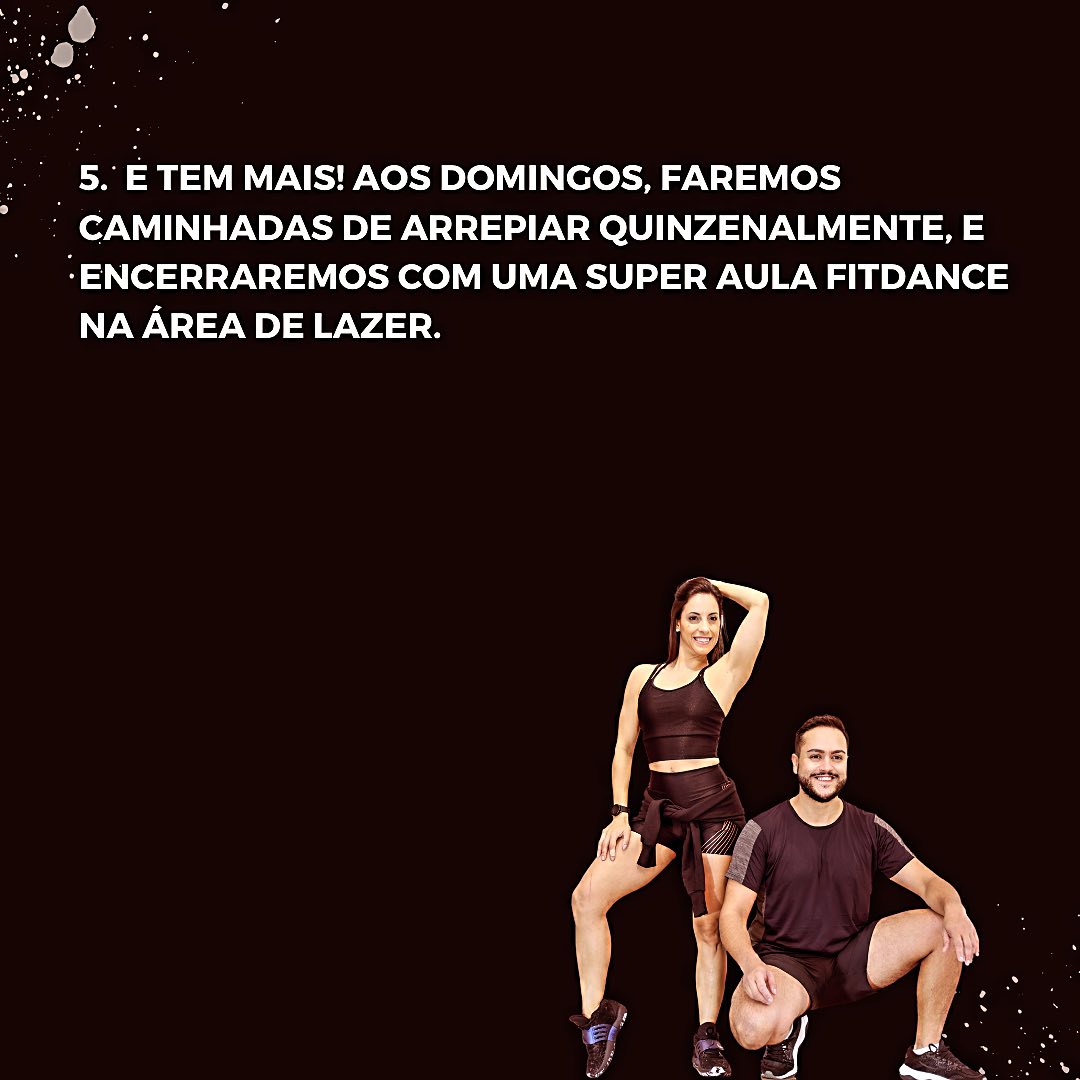 5. E TEM MAIS! AOS DOMINGOS, FAREMOS
CAMINHADAS DE ARREPIAR QUINZENALMENTE, E
ENCERRAREMOS COM UMA SUPER AULA FITDANCE
NA ÁREA DE LAZER.